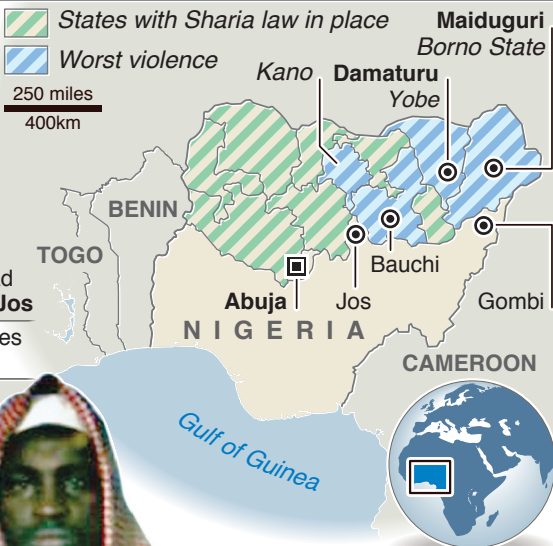 States with Sharia law in place
Worst violence
250 miles
400km
Maiduguri
Borno State
Kano
Damaturu
Yobe
BENIN
TOGO
Bauchi
Abuja
Jos
Gombi
NIGERIA
Jos
es
CAMEROON
Gulf of Guinea